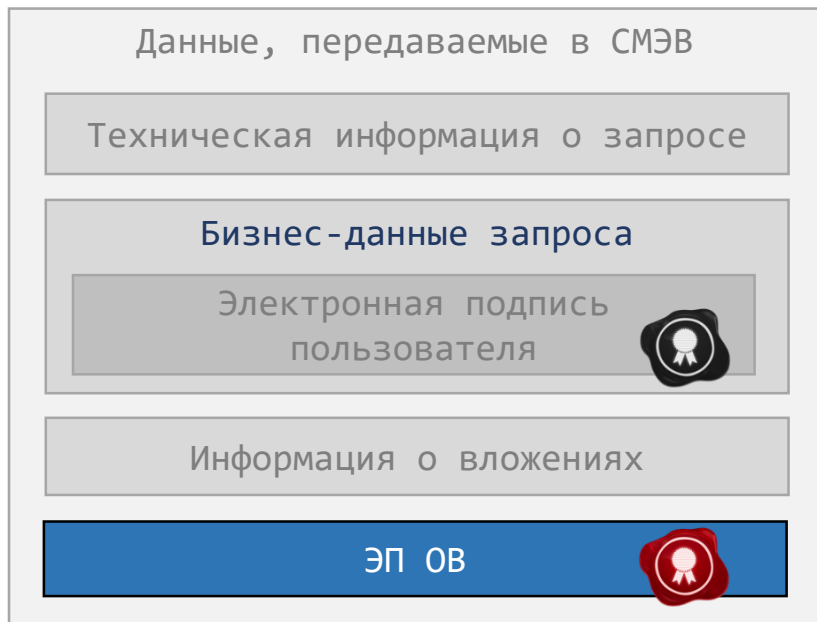 Данные, передаваемые в СМЭВ
Техническая информация о запросе
Бизнес-данные запроса
Электронная подпись
пользователя
Информация о вложениях
ЭП ОВ